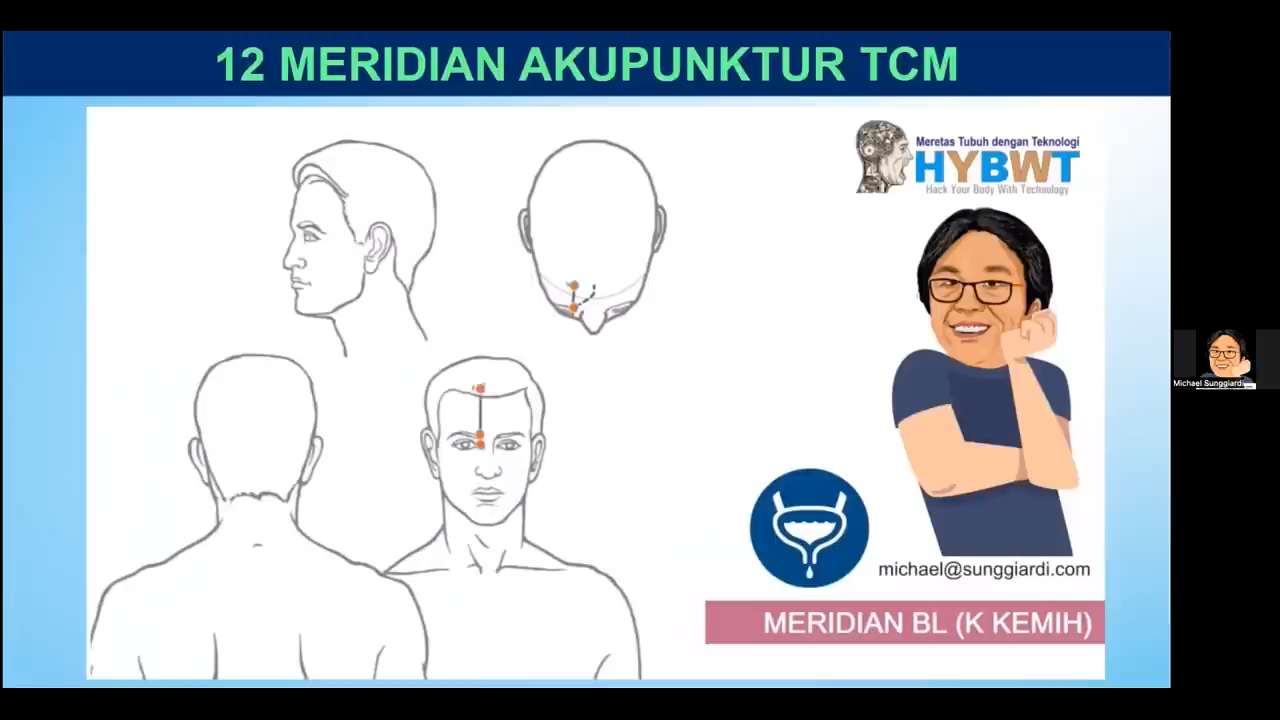 12 MERIDIAN AKUPUNKTUR TCM
Meretas Tubuh dengan Teknologi
HYBWT
Hack Your Body With Technology
michael@sunggiardi.com
MERIDIAN BL (K KEMIH)
Michael Sunggiardi